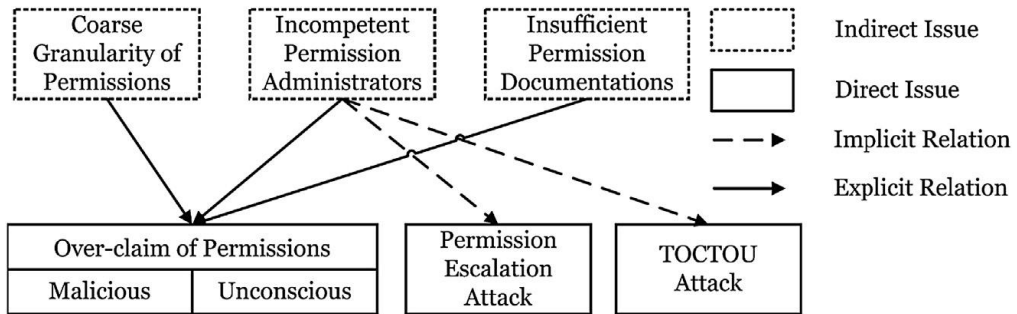 Coarse
Granularity of
Permissions
Incompetent
Permission
Administrators
Insufficient
Permission
Documentations
Indirect Issue
Direct Issue
Implicit Relation
Explicit Relation
Over-claim of Permissions
Malicious
Unconscious
Permission
Escalation
Attack
TOCTOU
Attack